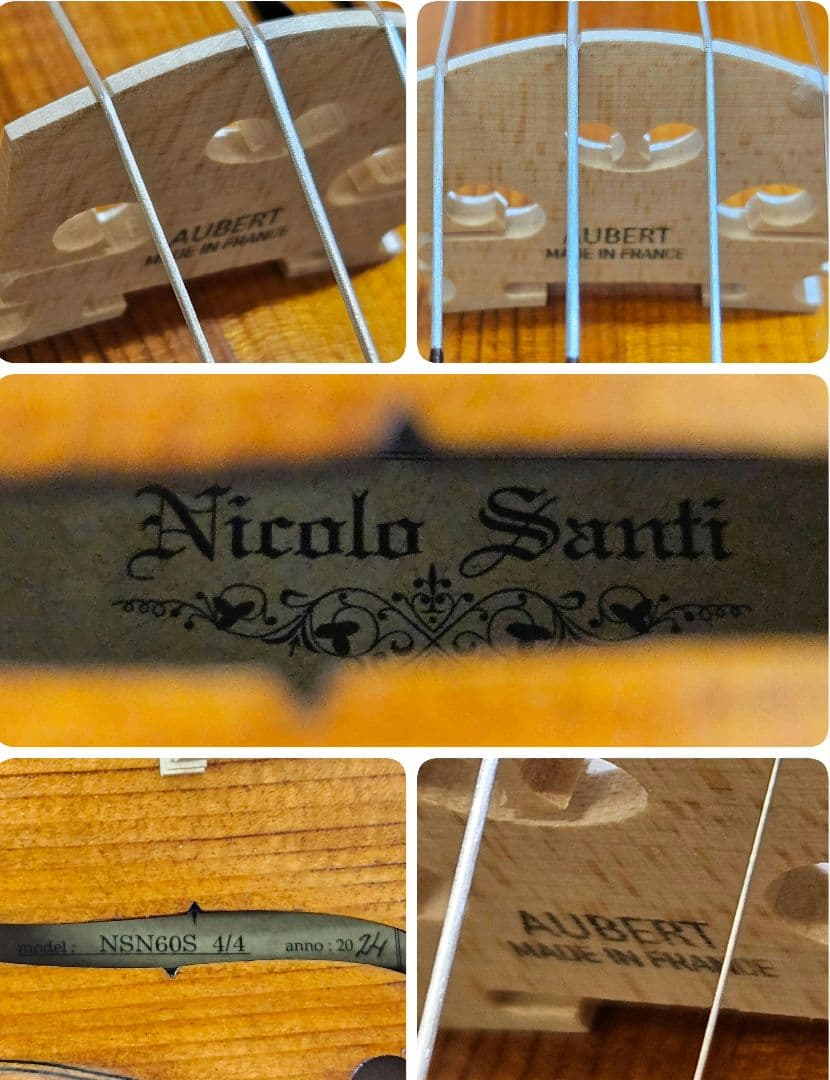 AUBERT
MADE IN FRANCE
AUBERT
MADE IN FRANCE
Nicolo Santi
model : NSN60S 4/4 anno : 2024
AUBERT
MADE IN FRANCE